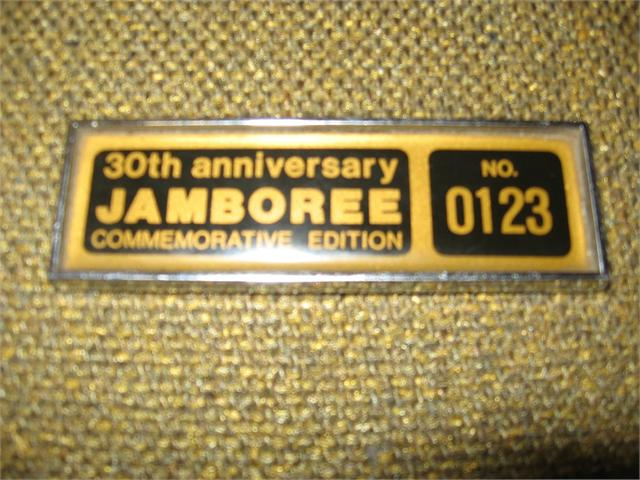 30th anniversary
JAMBOREE
COMMEMORATIVE EDITION
NO.
0123